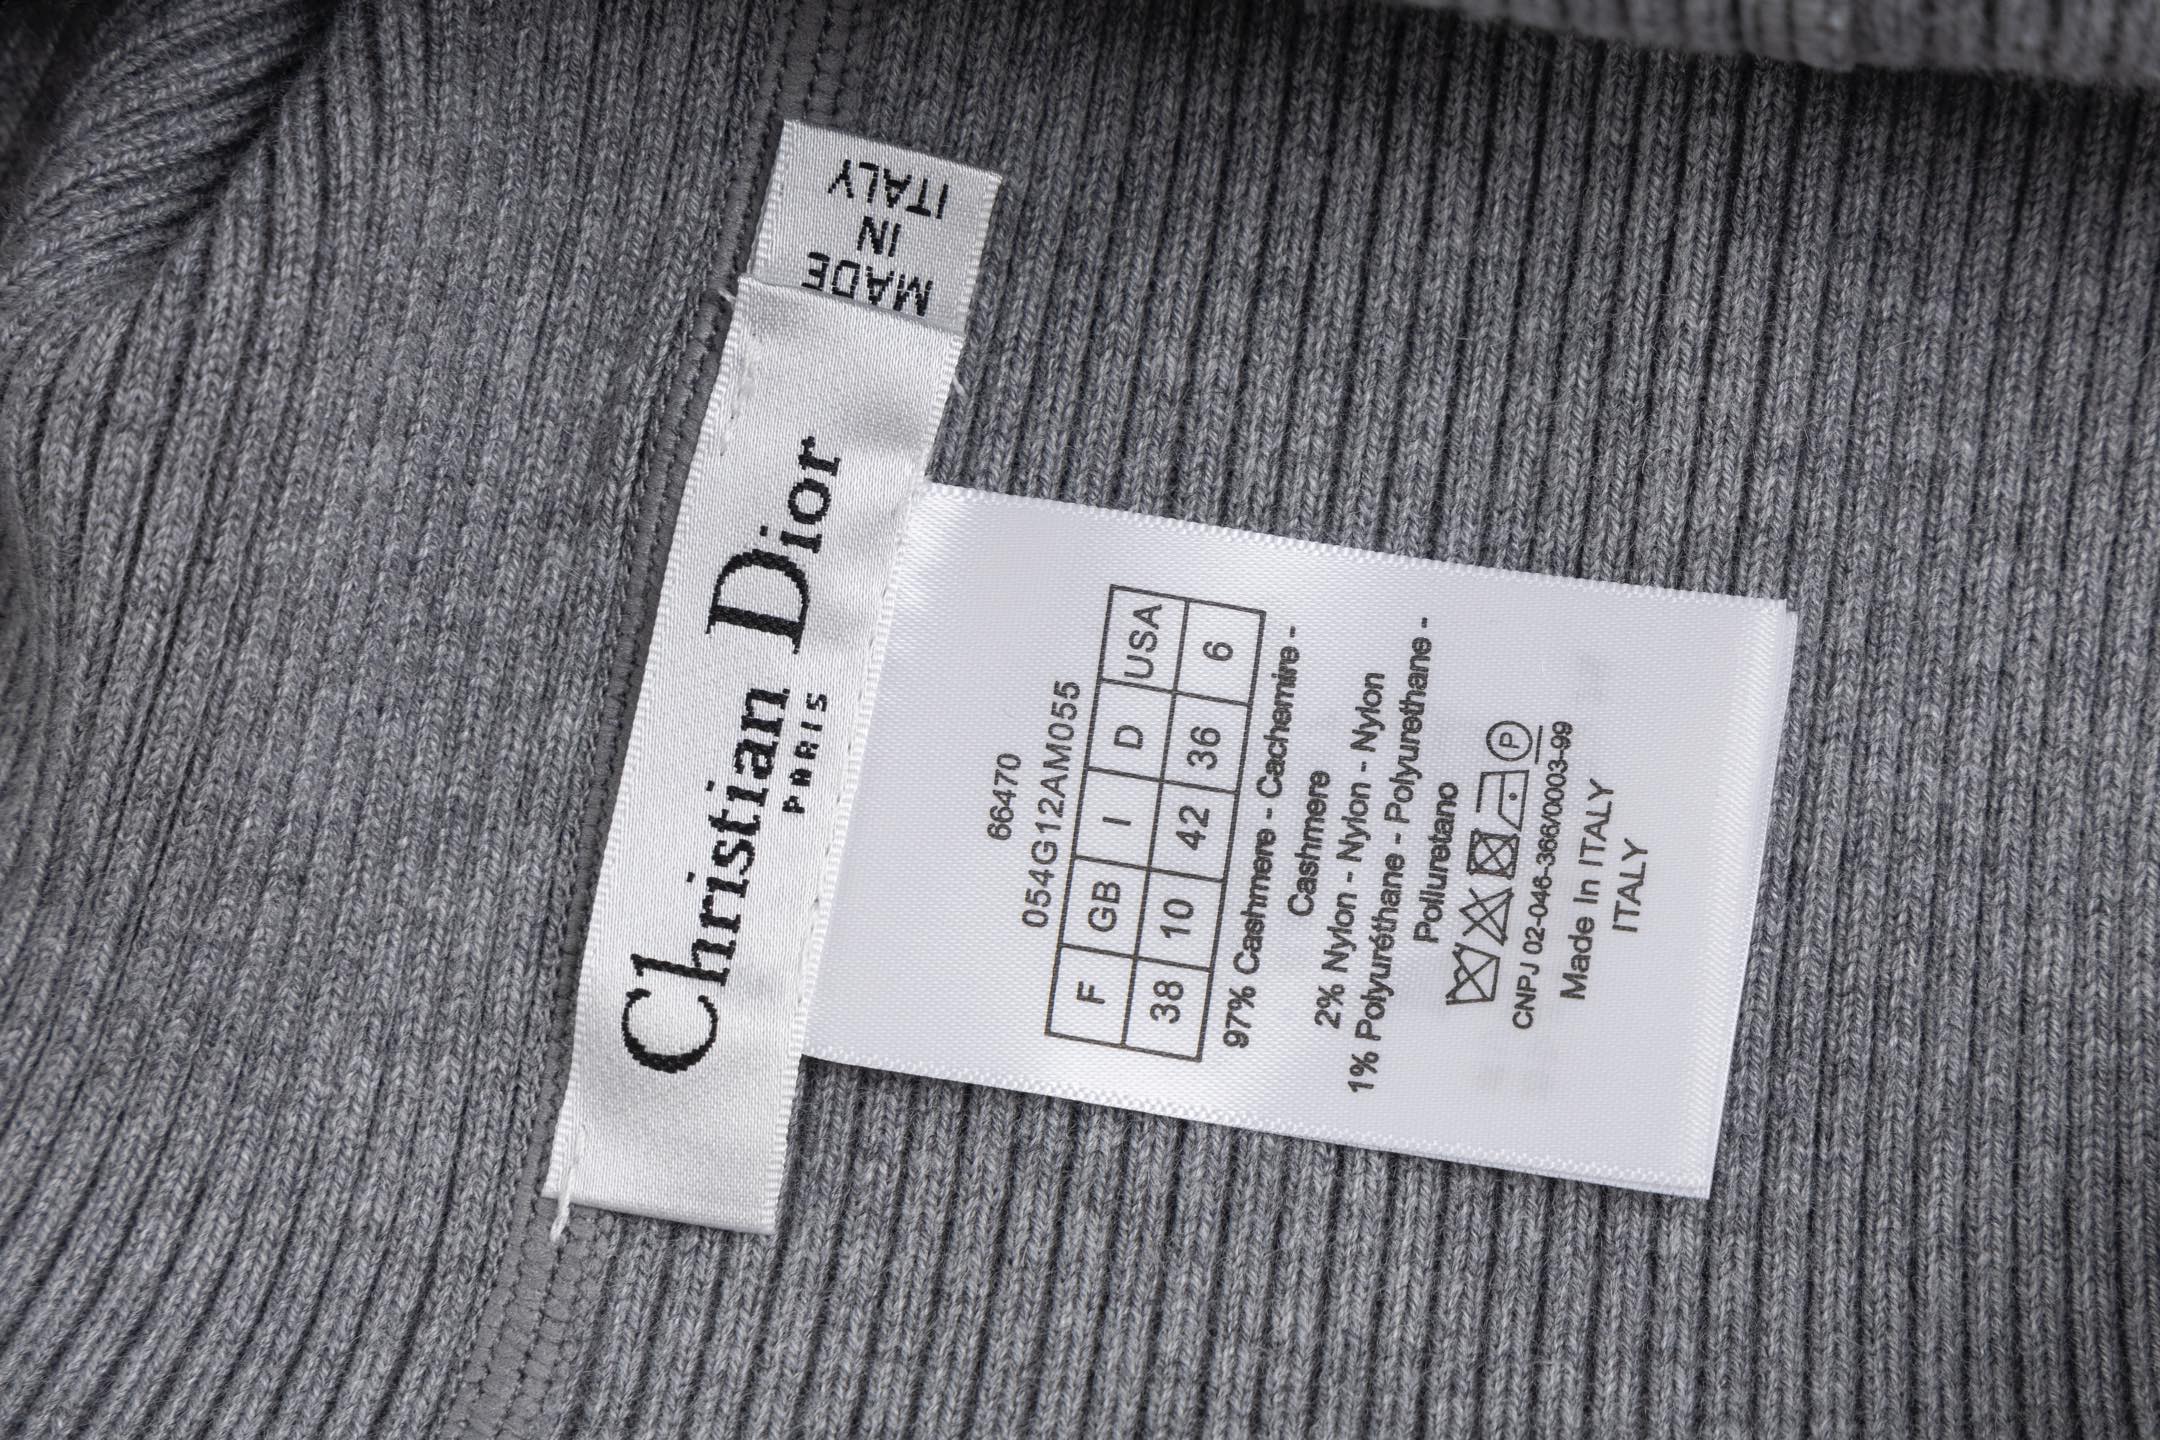 MADE
IN
ITALY
Christian Dior
PARIS
66470
054G12AM055
F GB I D USA
38 10 42 36 6
97% Cashmere - Cachemire -
Cashmere
2% Nylon - Nylon - Nylon
1% Polyuréthane - Polyurethane -
Poliuretano
P
CNPJ 02-046-366/0003-99
Made In ITALY
ITALY